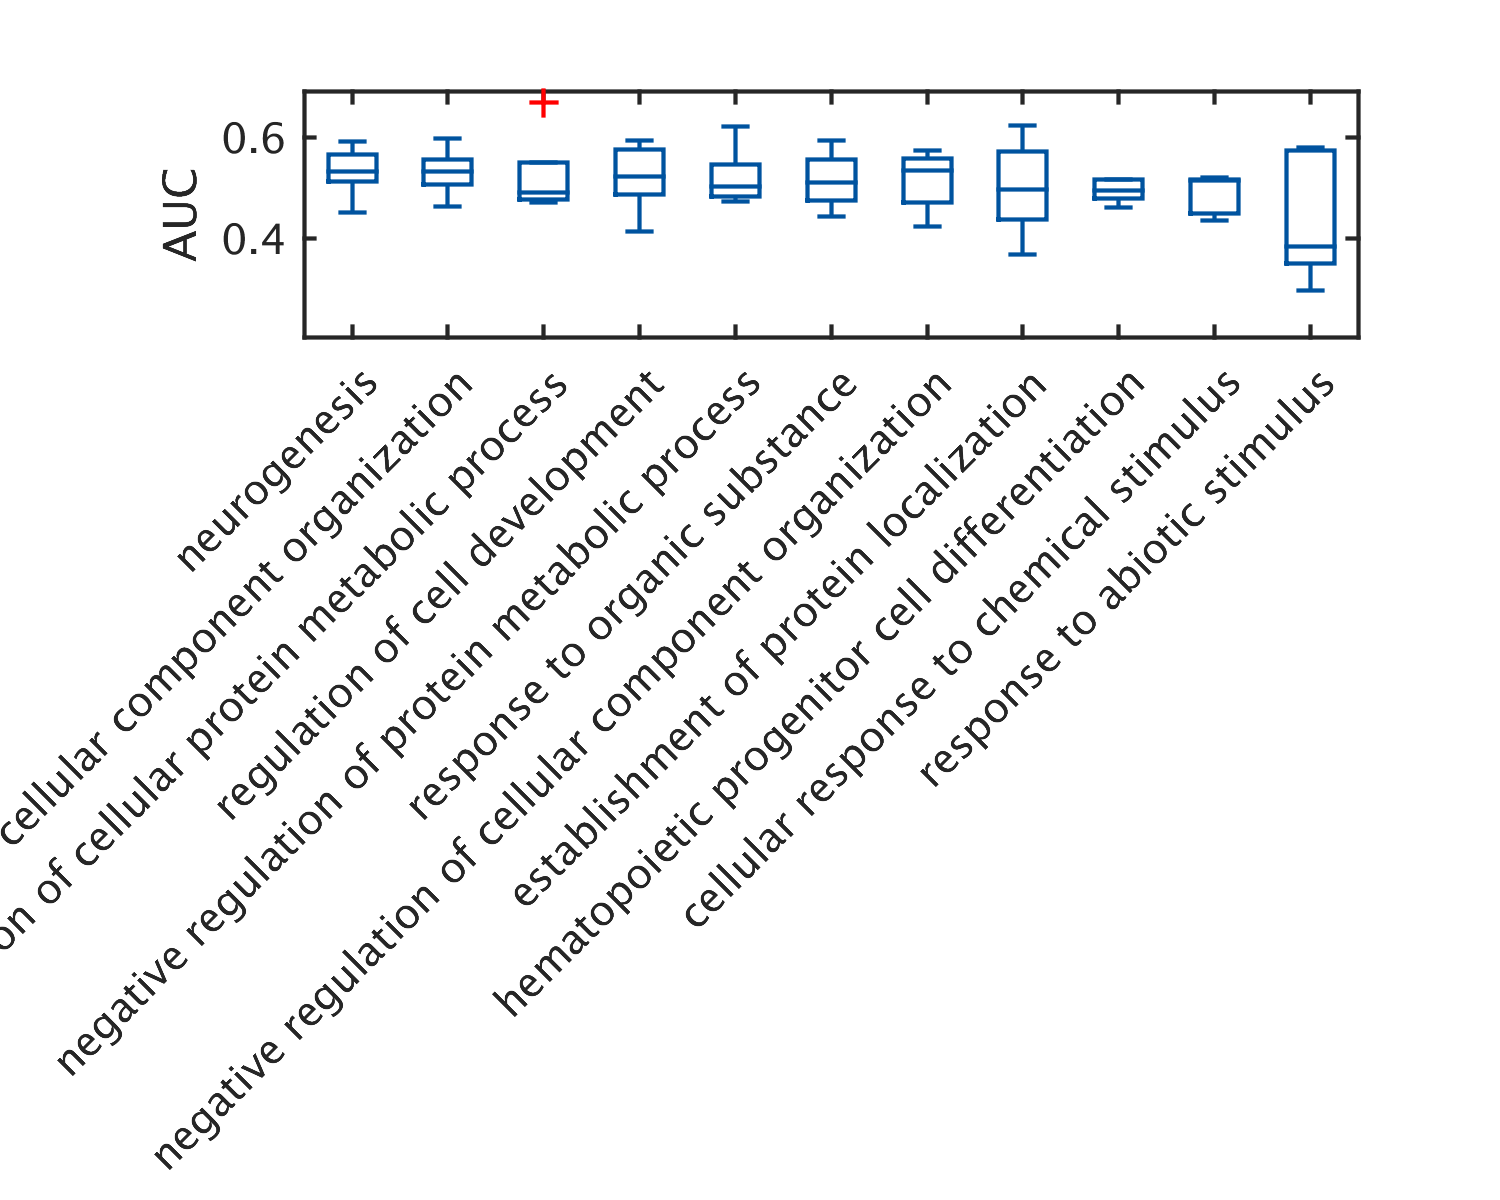 0.6
0.4
AUC
neurogenesis
cellular component organization
of cellular protein metabolic process
regulation of cell development
negative regulation of protein metabolic process
response to organic substance
negative regulation of cellular component organization
establishment of protein localization
hematopoietic progenitor cell differentiation
cellular response to chemical stimulus
response to abiotic stimulus